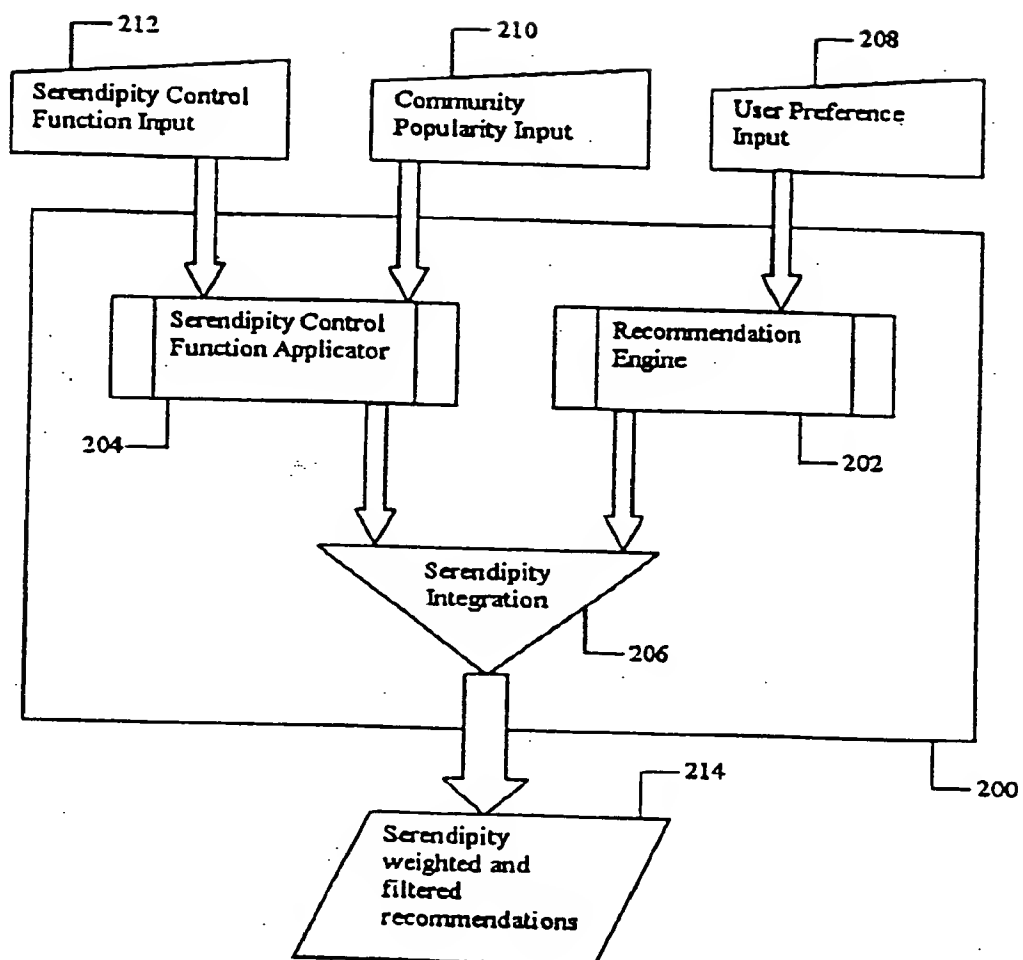 212
210
208
Serendipity Control
Function Input
Community
Popularity Input
User Preference
Input
Serendipity Control
Function Applicator
Recommendation
Engine
204
202
Serendipity
Integration
206
200
214
Serendipity
weighted and
filtered
recommendations